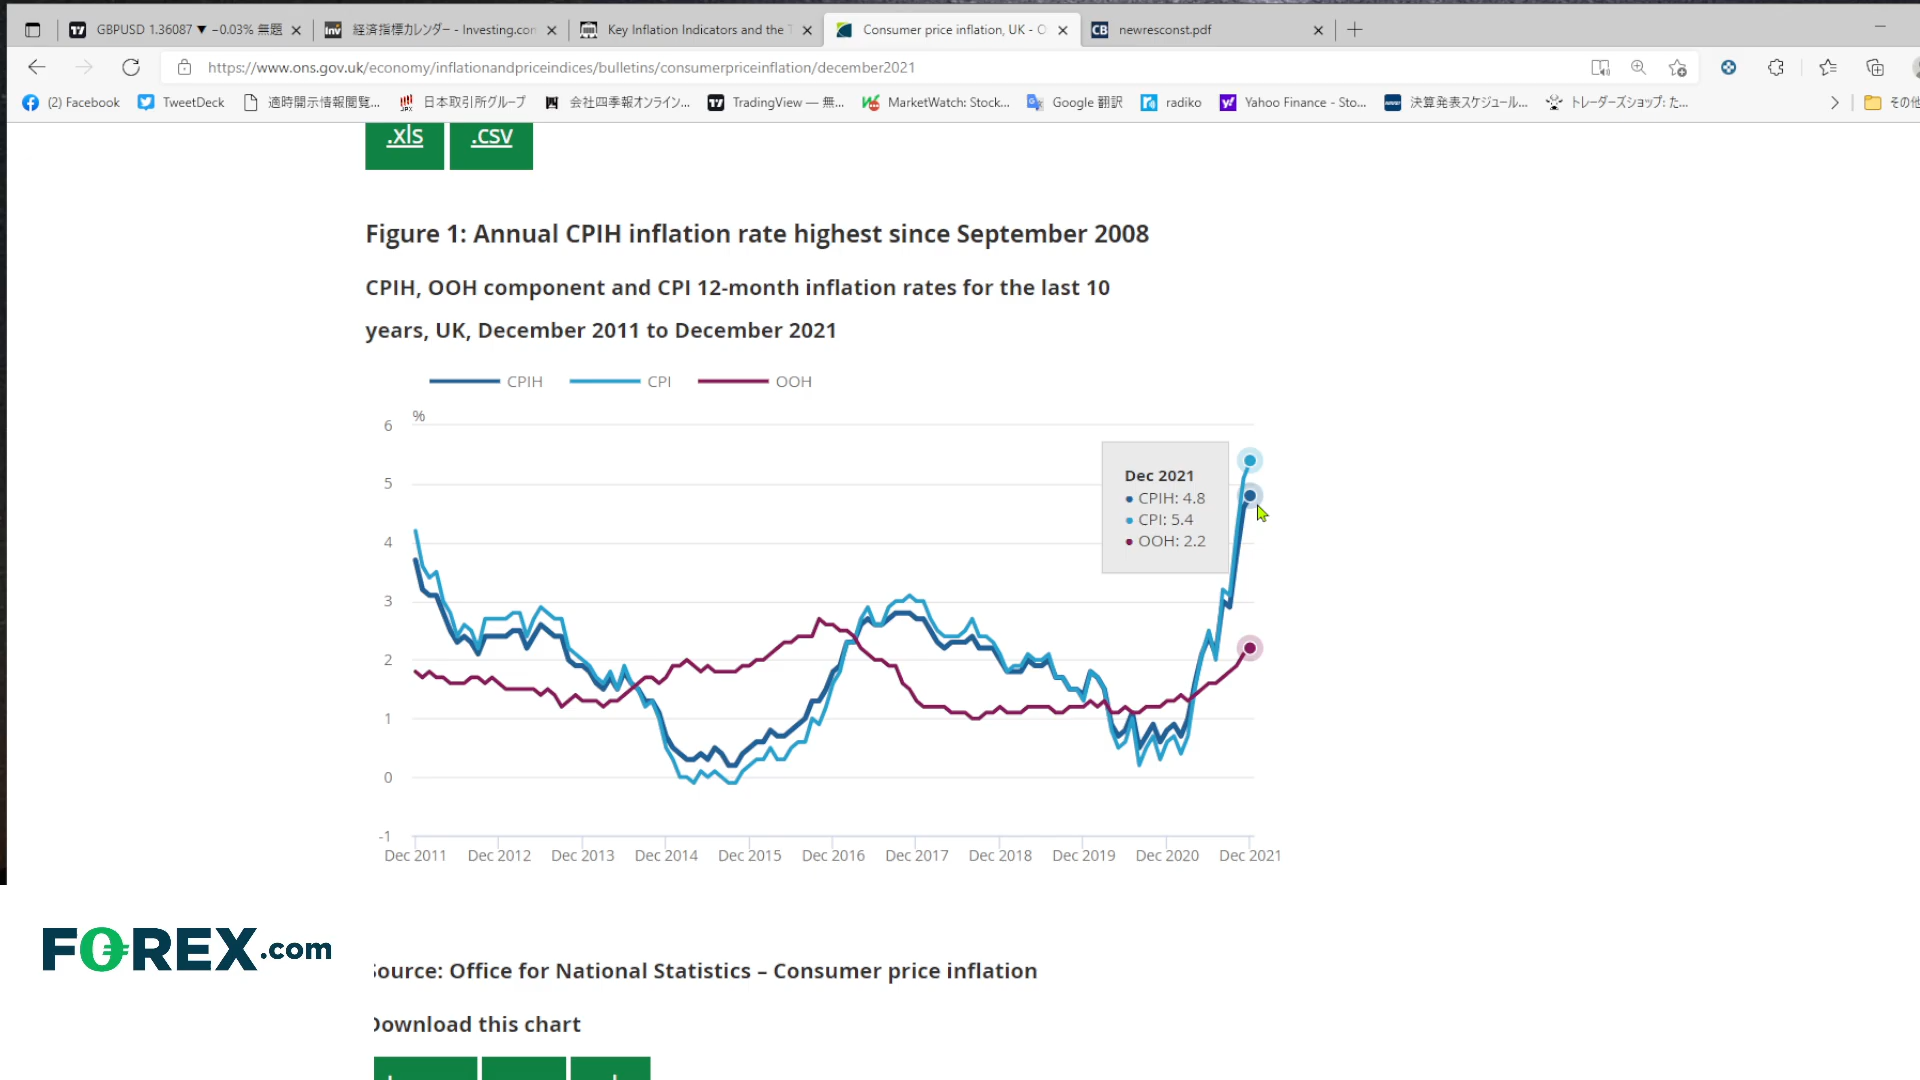 GBPUSD 1.36087 ▼ −0.03% 無題
経済指標カレンダー - Investing.com
Key Inflation Indicators and the T
Consumer price inflation, UK - O
newresconst.pdf
https://www.ons.gov.uk/economy/inflationandpriceindices/bulletins/consumerpriceinflation/december2021
(2) Facebook
TweetDeck
適時開示情報閲覧...
日本取引所グループ
会社四季報オンライン...
TradingView — 無...
MarketWatch: Stock...
Google 翻訳
radiko
Yahoo Finance - Sto...
決算発表スケジュール...
トレーダーズショップ: た...
その他
.xls
.csv
Figure 1: Annual CPIH inflation rate highest since September 2008
CPIH, OOH component and CPI 12-month inflation rates for the last 10
years, UK, December 2011 to December 2021
CPIH
CPI
OOH
%
6
5
4
3
2
1
0
-1
Dec 2021
CPIH: 4.8
CPI: 5.4
OOH: 2.2
Dec 2011
Dec 2012
Dec 2013
Dec 2014
Dec 2015
Dec 2016
Dec 2017
Dec 2018
Dec 2019
Dec 2020
Dec 2021
FOREX.com
Source: Office for National Statistics – Consumer price inflation
Download this chart